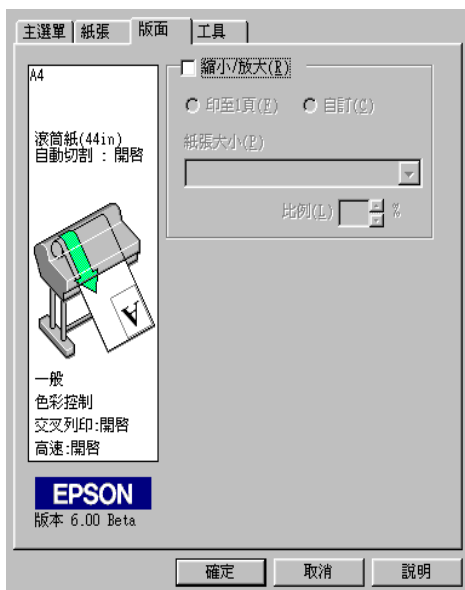 主選單 紙張 版面 工具
A4
滾筒紙(44in)
自動切割 : 開啓
A
一般
色彩控制
交叉列印:開啓
高速:開啓
EPSON
版本 6.00 Beta
縮小/放大(R)
印至1頁(F) 自訂(C)
紙張大小(P)
比例(L) %
確定 取消 說明